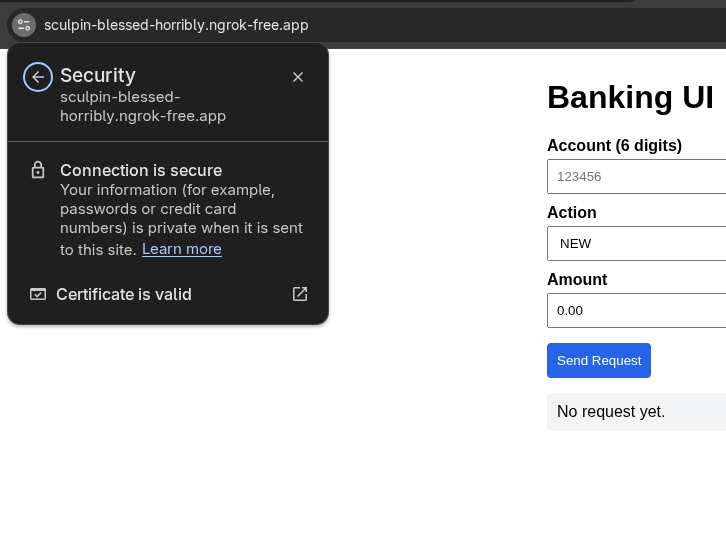 sculpin-blessed-horribly.ngrok-free.app
Security
sculpin-blessed-
horribly.ngrok-free.app
Connection is secure
Your information (for example,
passwords or credit card
numbers) is private when it is sent
to this site. Learn more
Certificate is valid
Banking UI
Account (6 digits)
123456
Action
NEW
Amount
0.00
Send Request
No request yet.